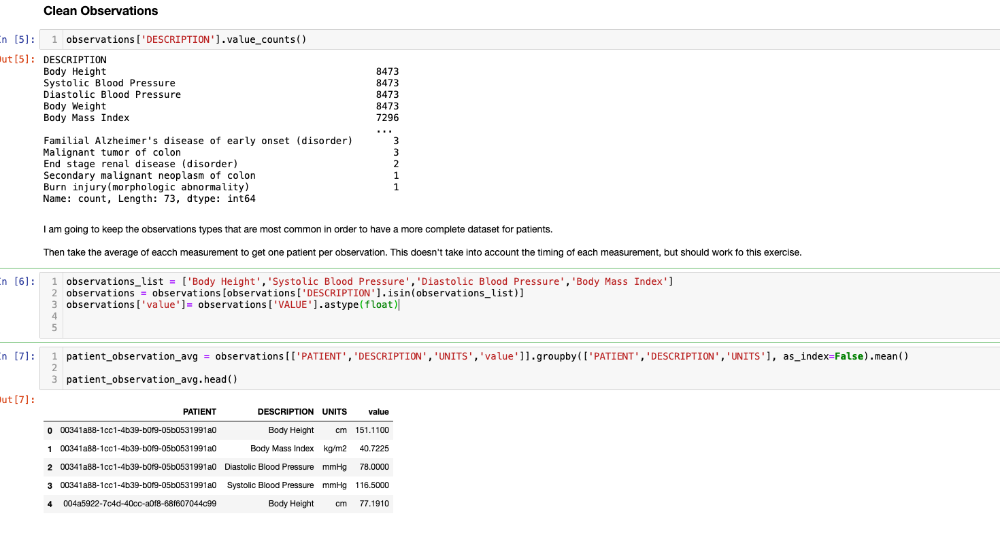 Clean Observations
In [5]:
1 observations['DESCRIPTION'].value_counts()
Out[5]:
DESCRIPTION
Body Height 8473
Systolic Blood Pressure 8473
Diastolic Blood Pressure 8473
Body Weight 8473
Body Mass Index 7296
...
Familial Alzheimer's disease of early onset (disorder) 3
Malignant tumor of colon 3
End stage renal disease (disorder) 2
Secondary malignant neoplasm of colon 1
Burn injury(morphologic abnormality) 1
Name: count, Length: 73, dtype: int64
I am going to keep the observations types that are most common in order to have a more complete dataset for patients.
Then take the average of eacch measurement to get one patient per observation. This doesn't take into account the timing of each measurement, but should work fo this exercise.
In [6]:
1 observations_list = ['Body Height','Systolic Blood Pressure','Diastolic Blood Pressure','Body Mass Index']
2 observations = observations[observations['DESCRIPTION'].isin(observations_list)]
3 observations['value']= observations['VALUE'].astype(float)
4
5
In [7]:
1 patient_observation_avg = observations[['PATIENT','DESCRIPTION','UNITS','value']].groupby(['PATIENT','DESCRIPTION','UNITS'], as_index=False).mean()
2
3 patient_observation_avg.head()
Out[7]:
PATIENT DESCRIPTION UNITS value
0 00341a88-1cc1-4b39-b0f9-05b0531991a0 Body Height cm 151.1100
1 00341a88-1cc1-4b39-b0f9-05b0531991a0 Body Mass Index kg/m2 40.7225
2 00341a88-1cc1-4b39-b0f9-05b0531991a0 Diastolic Blood Pressure mmHg 78.0000
3 00341a88-1cc1-4b39-b0f9-05b0531991a0 Systolic Blood Pressure mmHg 116.5000
4 004a5922-7c4d-40cc-a0f8-68f607044c99 Body Height cm 77.1910